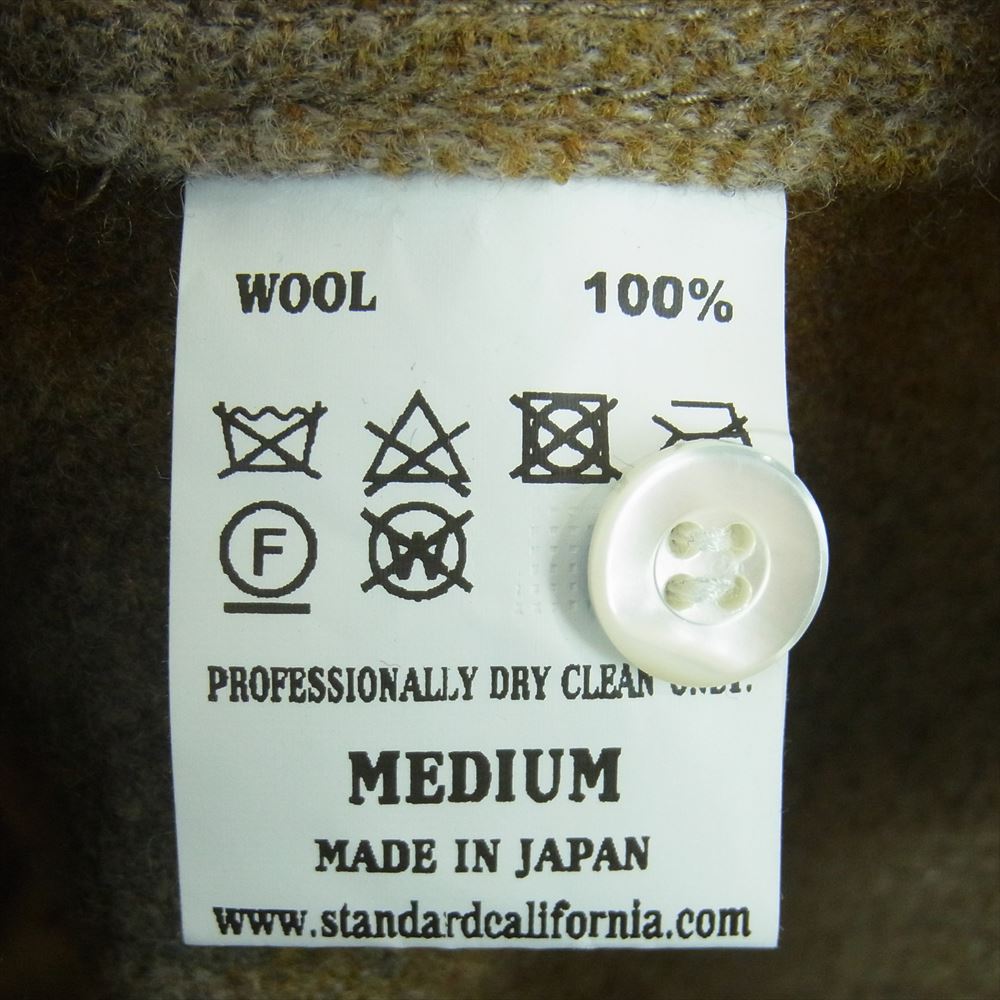 WOOL 100%
F
W
PROFESSIONALLY DRY CLEAN
MEDIUM
MADE IN JAPAN
www.standardcalifornia.com